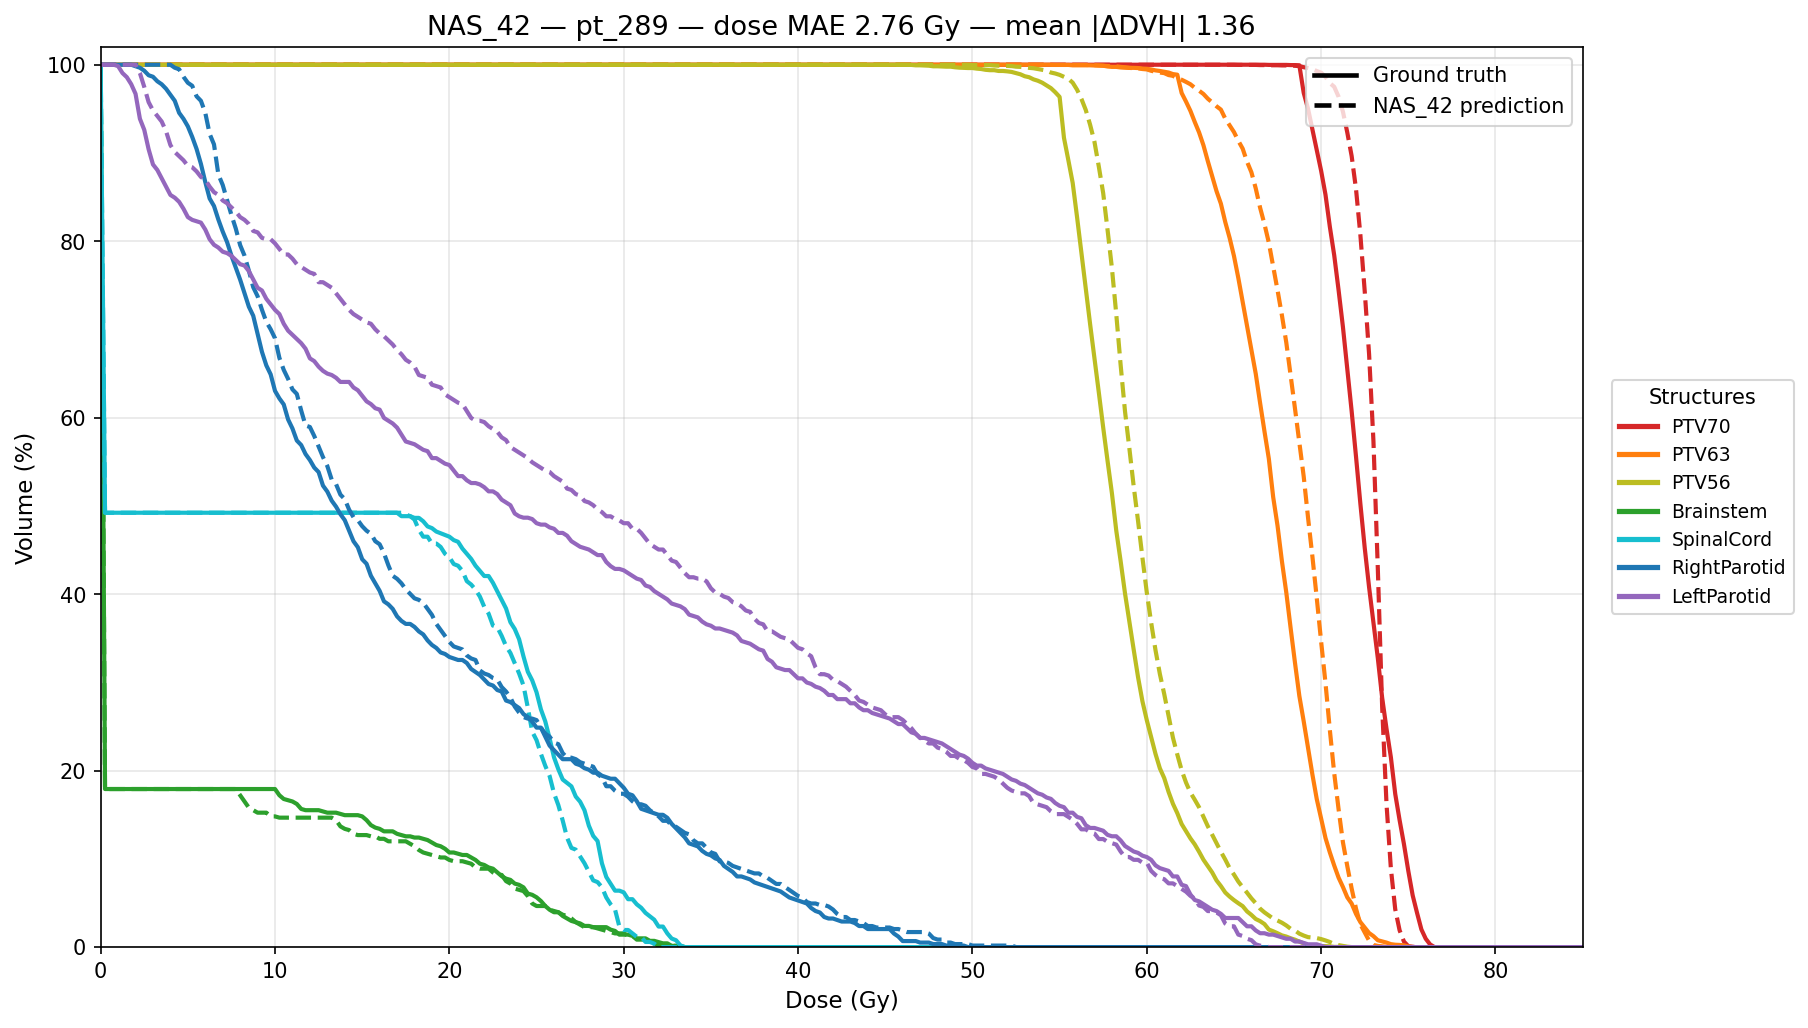 NAS_42 — pt_289 — dose MAE 2.76 Gy — mean |ΔDVH| 1.36
Ground truth
NAS_42 prediction
Volume (%)
100
80
60
40
20
0
0
10
20
30
40
50
60
70
80
Dose (Gy)
Structures
PTV70
PTV63
PTV56
Brainstem
SpinalCord
RightParotid
LeftParotid